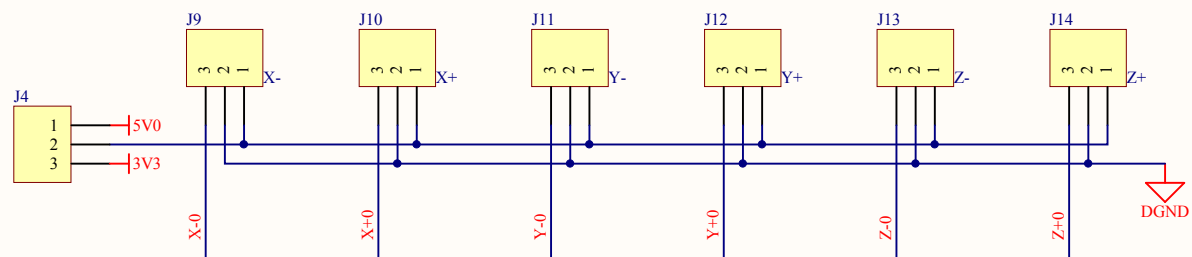 J9
J10
J11
J12
J13
J14
3 2 1
3 2 1
3 2 1
3 2 1
3 2 1
3 2 1
X-
X+
Y-
Y+
Z-
Z+
J4
1
2
3
5V0
3V3
DGND
X-0
X+0
Y-0
Y+0
Z-0
Z+0